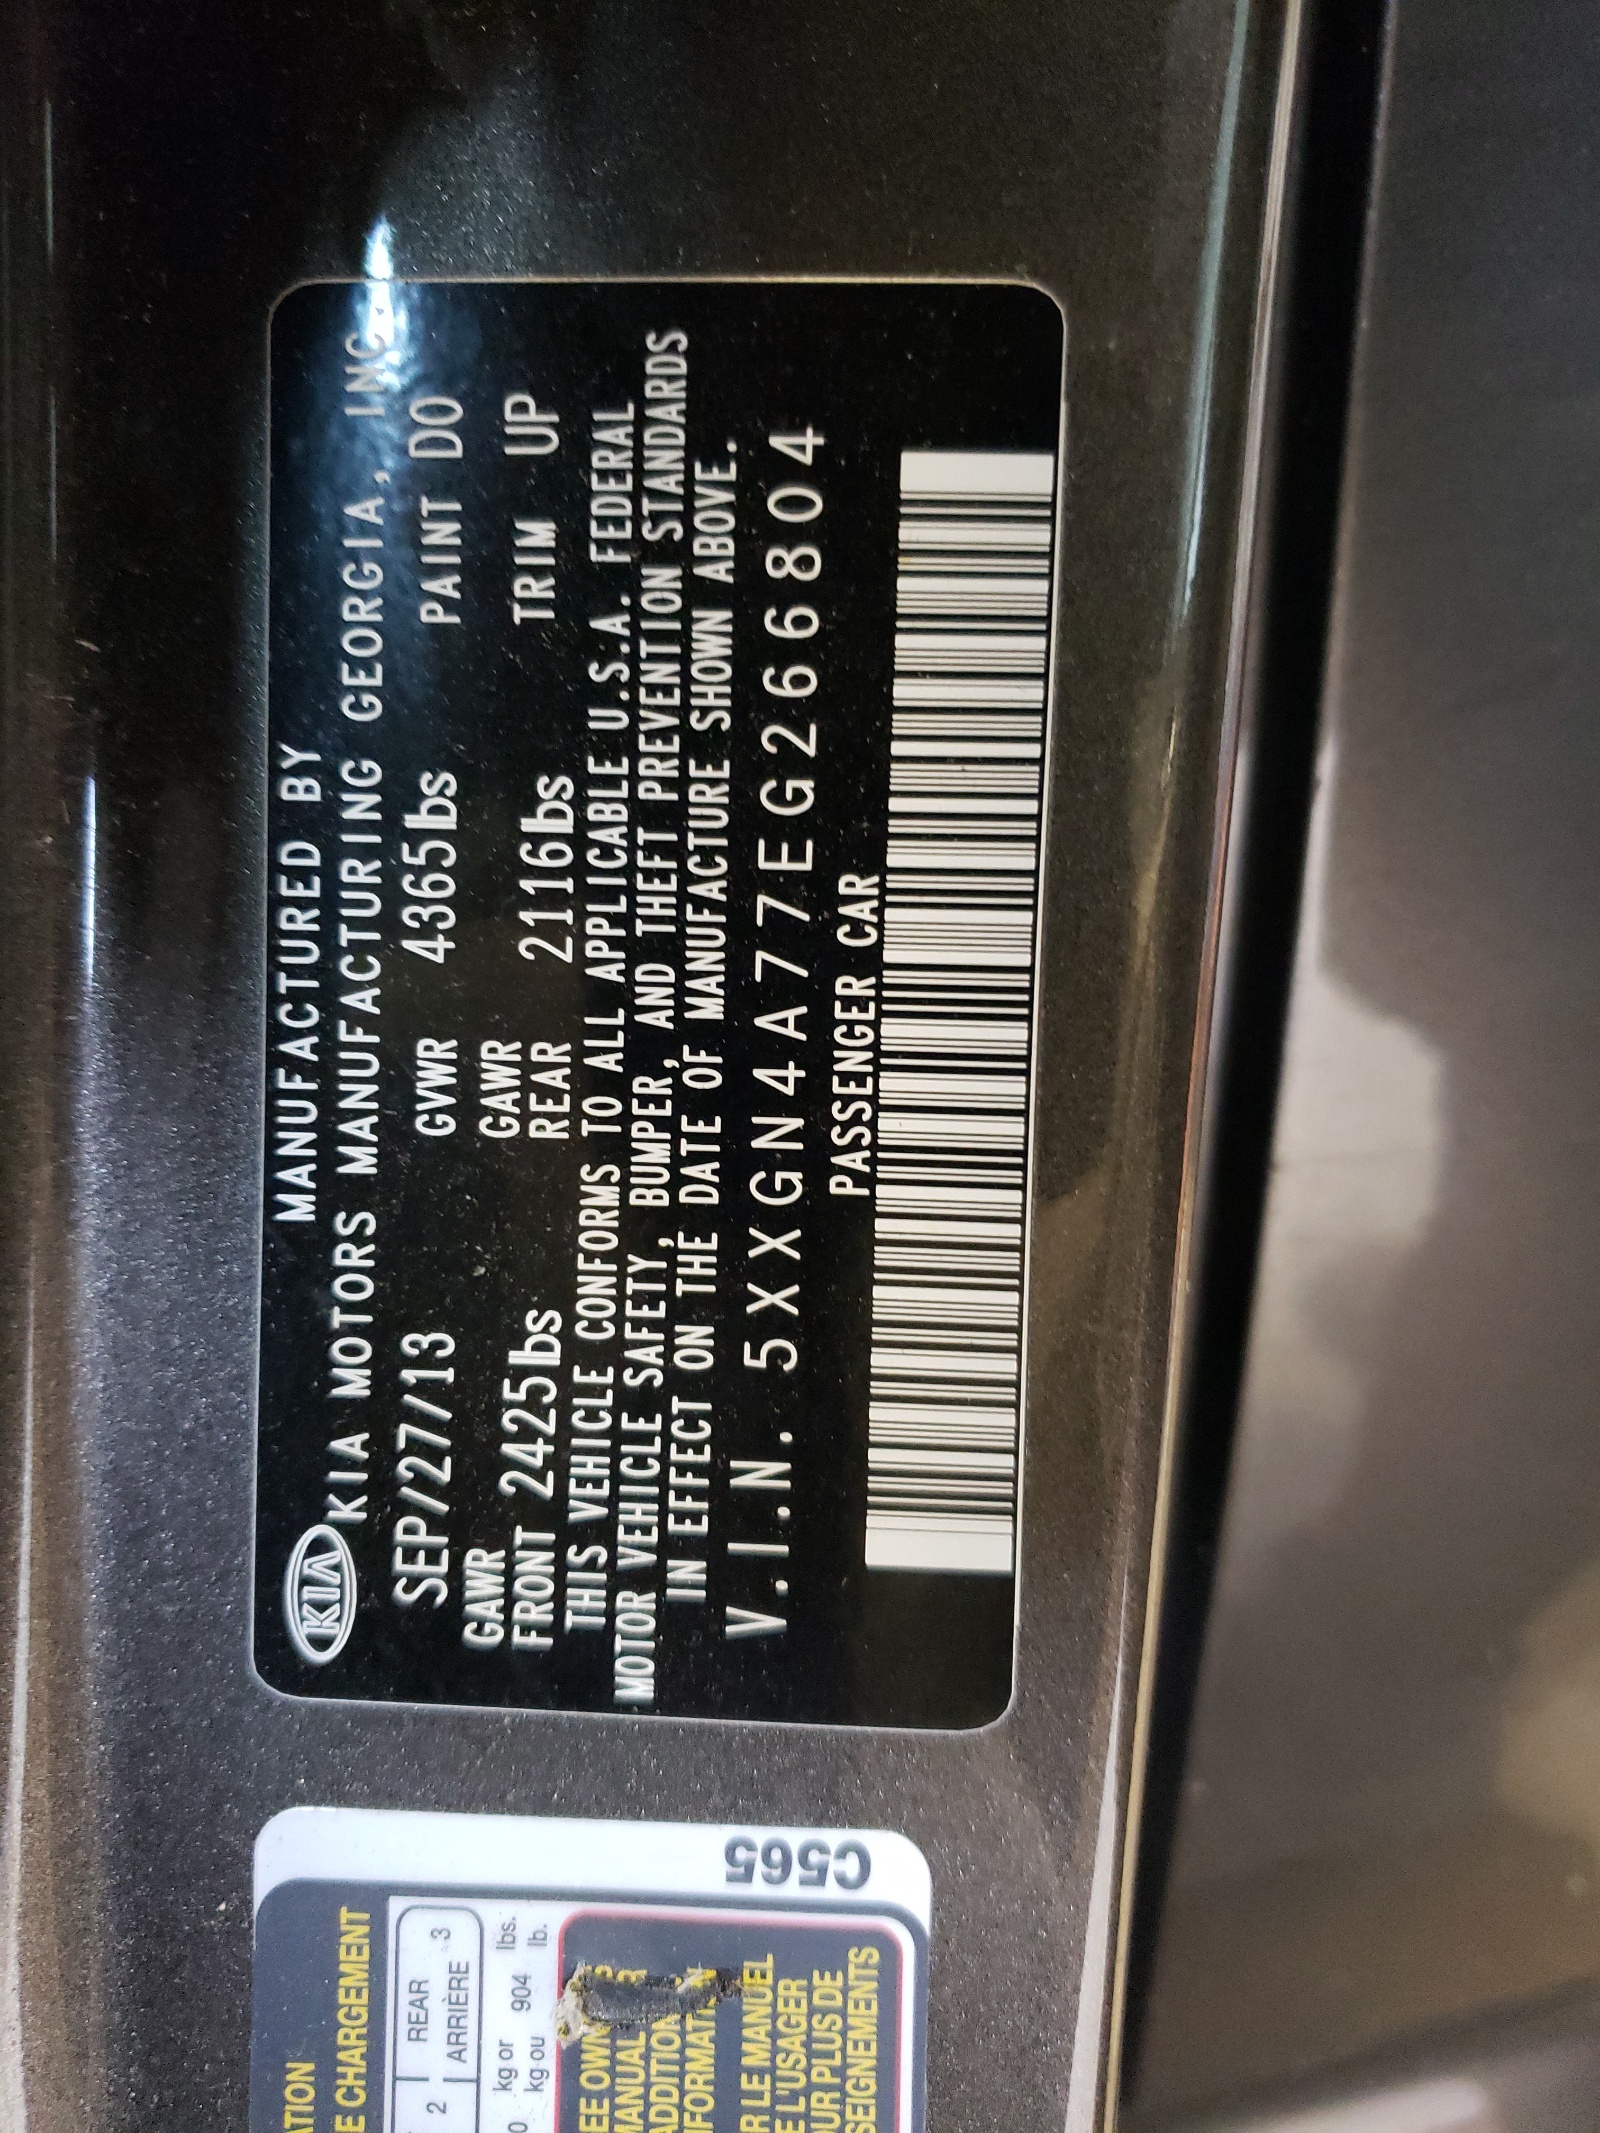 MANUFACTURED BY
KIA KIA MOTORS MANUFACTURING GEORGIA, INC.
SEP/27/13 GVWR 4365lbs PAINT DO
GAWR FRONT 2425lbs GAWR REAR 2116lbs TRIM UP
THIS VEHICLE CONFORMS TO ALL APPLICABLE U.S.A. FEDERAL
MOTOR VEHICLE SAFETY, BUMPER, AND THEFT PREVENTION STANDARDS
IN EFFECT ON THE DATE OF MANUFACTURE SHOWN ABOVE.
V.I.N. 5XXGN4A77EG266804
PASSENGER CAR
C565
E CHARGEMENT
2 REAR 3
ARRIÈRE
kg or 904 lbs.
kg ou lb.
R LE MANUEL
E L'USAGER
UR PLUS DE
SEIGNEMENTS